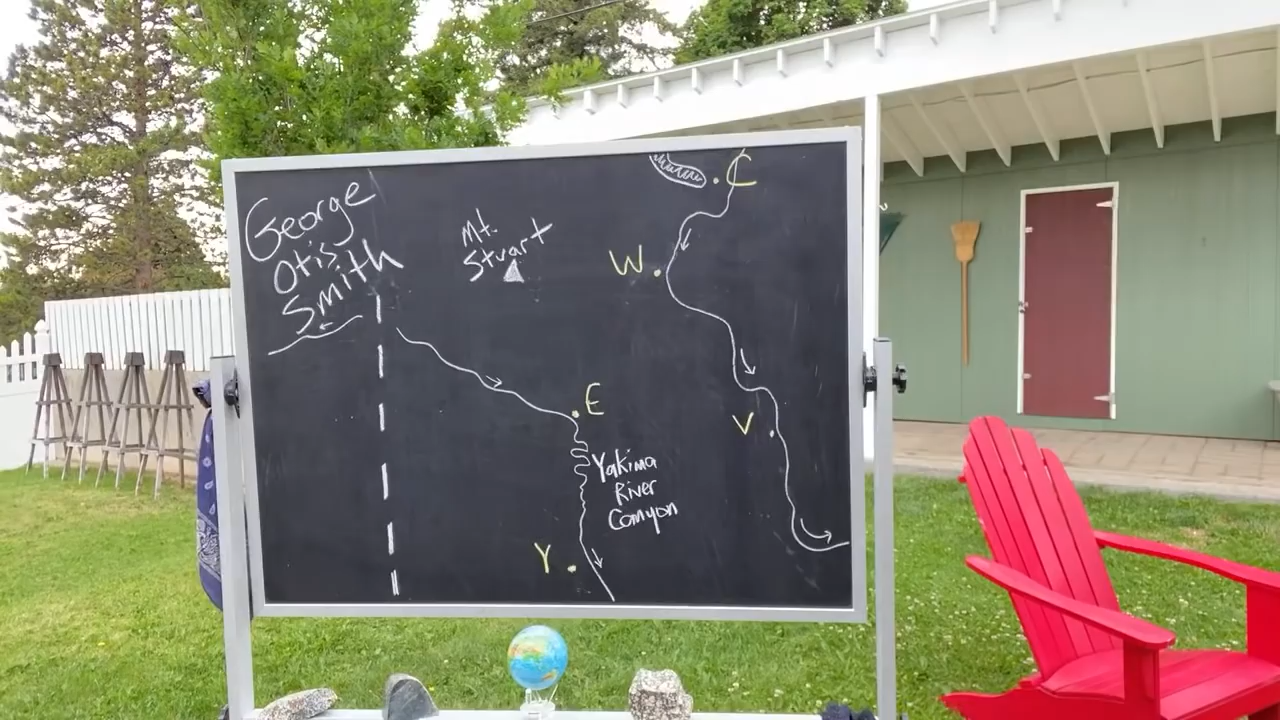 George
Otis
Smith
Mt.
Stuart
C
W
E
V
Yakima
River
Canyon
Y